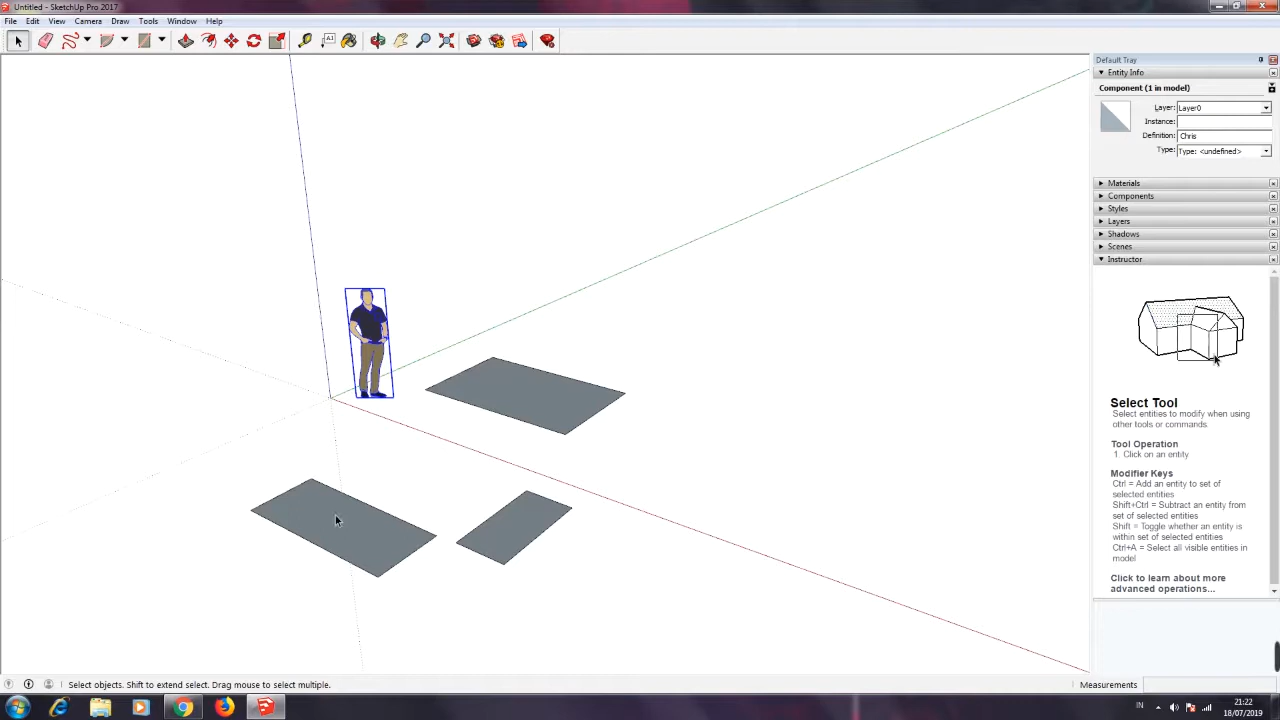 Untitled - SketchUp Pro 2017
File Edit View Camera Draw Tools Window Help
A1
Default Tray
Entity Info
Component (1 in model)
Layer: Layer0
Instance:
Definition: Chris
Type: Type: <undefined>
Materials
Components
Styles
Layers
Shadows
Scenes
Instructor
Select Tool
Select entities to modify when using
other tools or commands.
Tool Operation
1. Click on an entity
Modifier Keys
Ctrl = Add an entity to set of
selected entities
Shift+Ctrl = Subtract an entity from
set of selected entities
Shift = Toggle whether an entity is
within set of selected entities
Ctrl+A = Select all visible entities in
model
Click to learn about more
advanced operations...
Select objects. Shift to extend select. Drag mouse to select multiple.
Measurements
IN
21:22
18/07/2019